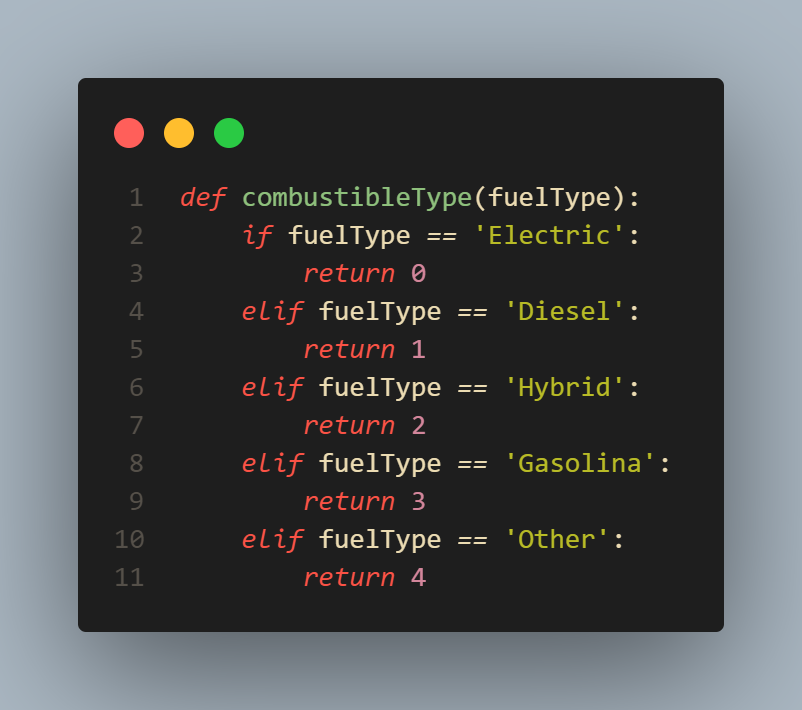 1 def combustibleType(fuelType):
2     if fuelType == 'Electric':
3         return 0
4     elif fuelType == 'Diesel':
5         return 1
6     elif fuelType == 'Hybrid':
7         return 2
8     elif fuelType == 'Gasolina':
9         return 3
10     elif fuelType == 'Other':
11         return 4